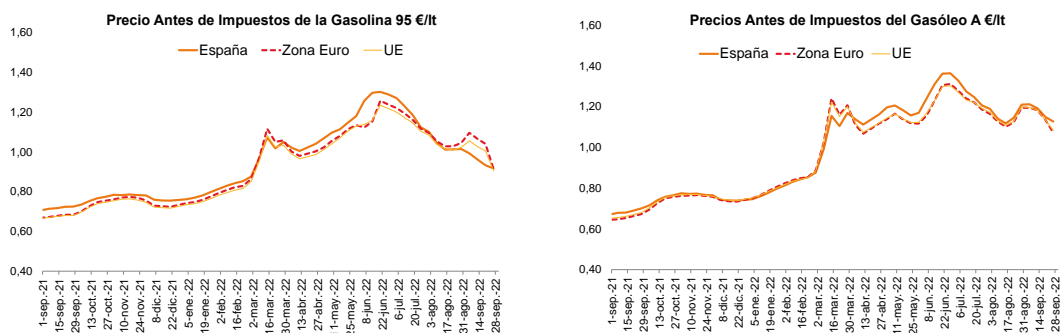 Precio Antes de Impuestos de la Gasolina 95 €/lt
1,60
1,40
1,20
1,00
0,80
0,60
0,40
España
Zona Euro
UE
1-sep.-21
15-sep.-21
29-sep.-21
13-oct.-21
27-oct.-21
10-nov.-21
24-nov.-21
8-dic.-21
22-dic.-21
5-ene.-22
19-ene.-22
2-feb.-22
16-feb.-22
2-mar.-22
16-mar.-22
30-mar.-22
13-abr.-22
27-abr.-22
11-may.-22
25-may.-22
8-jun.-22
22-jun.-22
6-jul.-22
20-jul.-22
3-ago.-22
17-ago.-22
31-ago.-22
14-sep.-22
28-sep.-22
Precios Antes de Impuestos del Gasóleo A €/lt
1,60
1,40
1,20
1,00
0,80
0,60
0,40
España
Zona Euro
UE
1-sep.-21
15-sep.-21
29-sep.-21
13-oct.-21
27-oct.-21
10-nov.-21
24-nov.-21
8-dic.-21
22-dic.-21
5-ene.-22
19-ene.-22
2-feb.-22
16-feb.-22
2-mar.-22
16-mar.-22
30-mar.-22
13-abr.-22
27-abr.-22
11-may.-22
25-may.-22
8-jun.-22
22-jun.-22
6-jul.-22
20-jul.-22
3-ago.-22
17-ago.-22
31-ago.-22
14-sep.-22
28-sep.-22